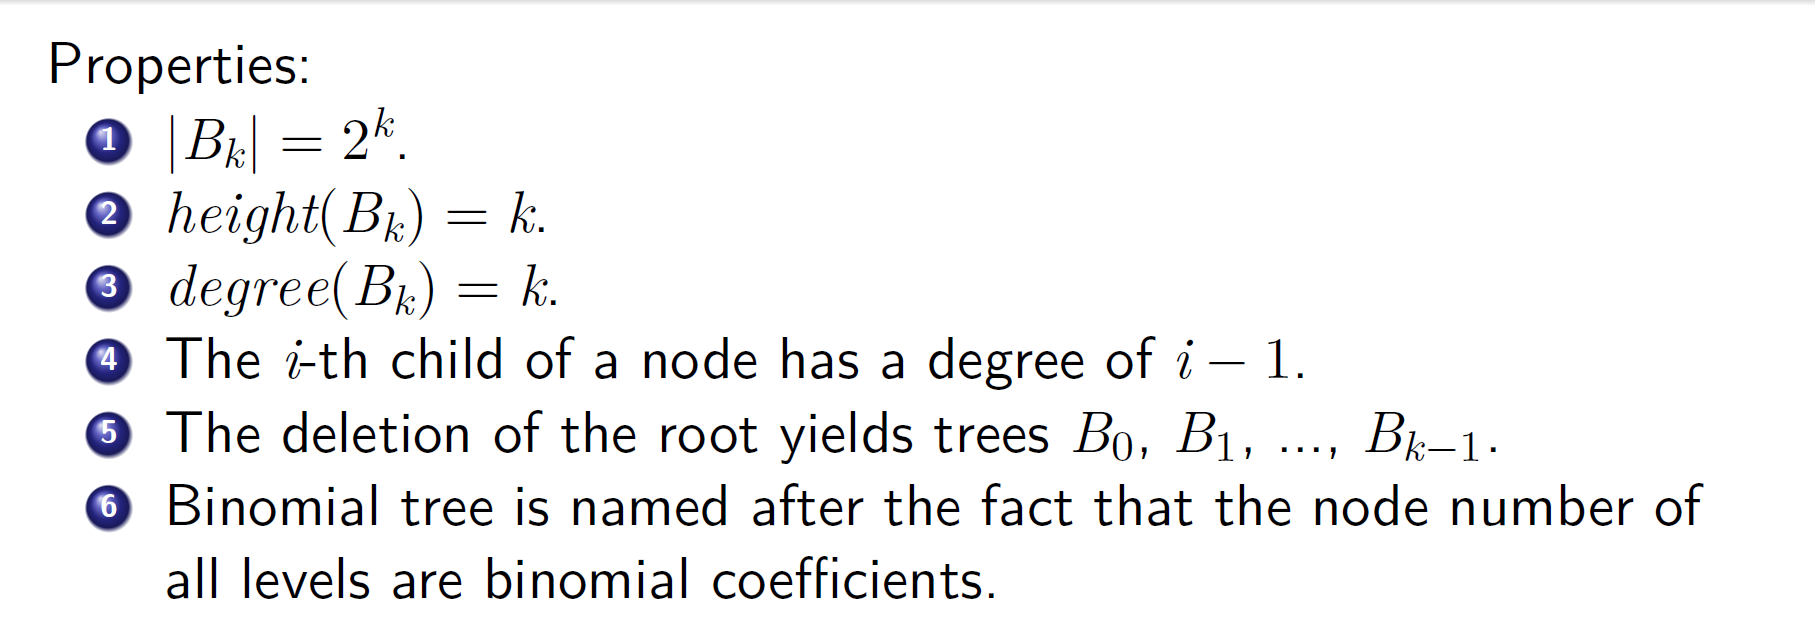 Properties:
1 |B_k| = 2^k.
2 height(B_k) = k.
3 degree(B_k) = k.
4 The i-th child of a node has a degree of i − 1.
5 The deletion of the root yields trees B_0, B_1, ..., B_{k−1}.
6 Binomial tree is named after the fact that the node number of
all levels are binomial coefficients.